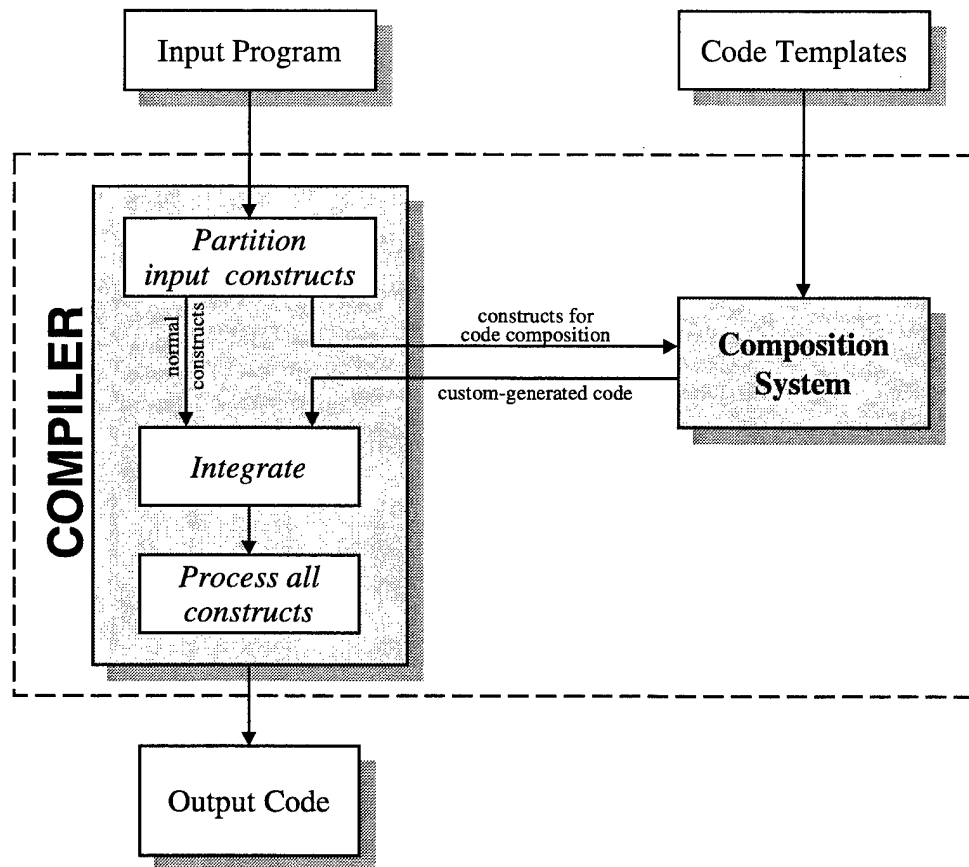 Input Program
Code Templates
Partition
input constructs
normal
constructs
constructs for
code composition
Composition
System
custom-generated code
COMPILER
Integrate
Process all
constructs
Output Code